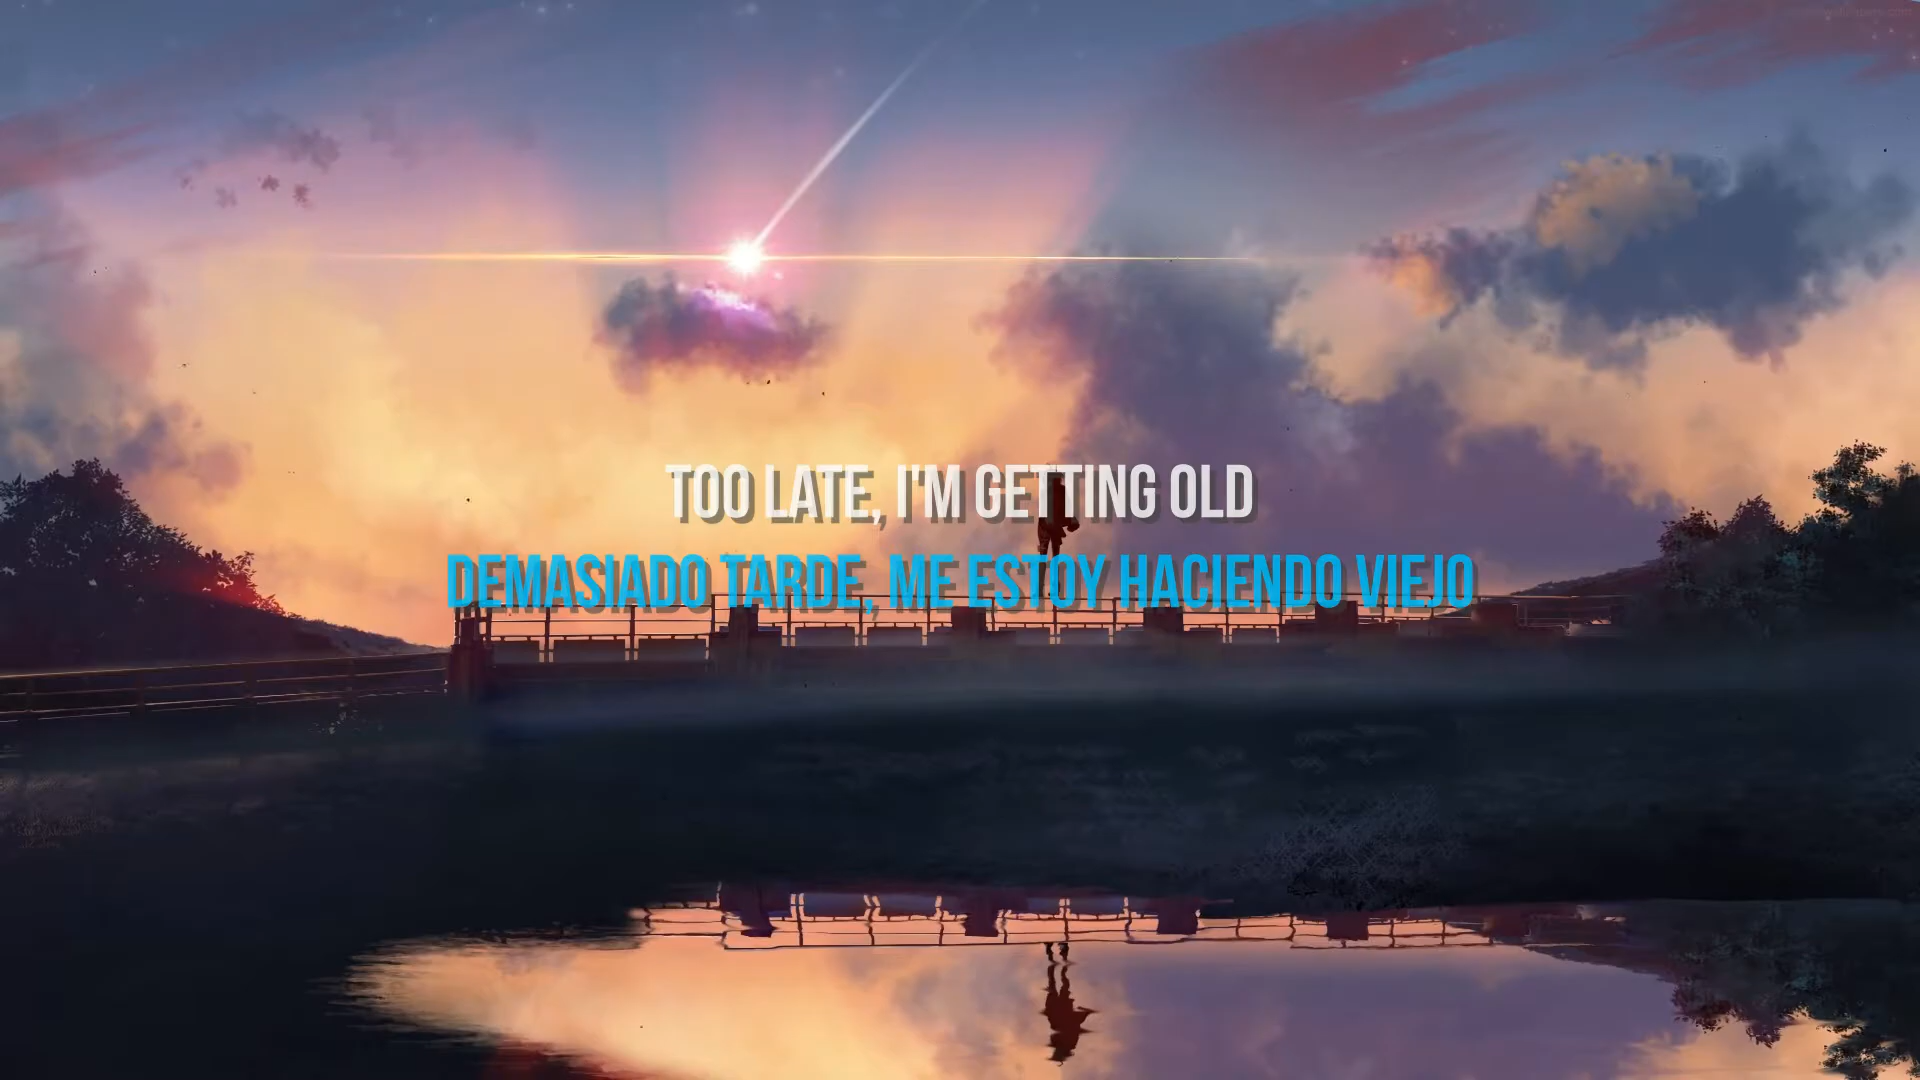 TOO LATE, I'M GETTING OLD
DEMASIADO TARDE, ME ESTOY HACIENDO VIEJO